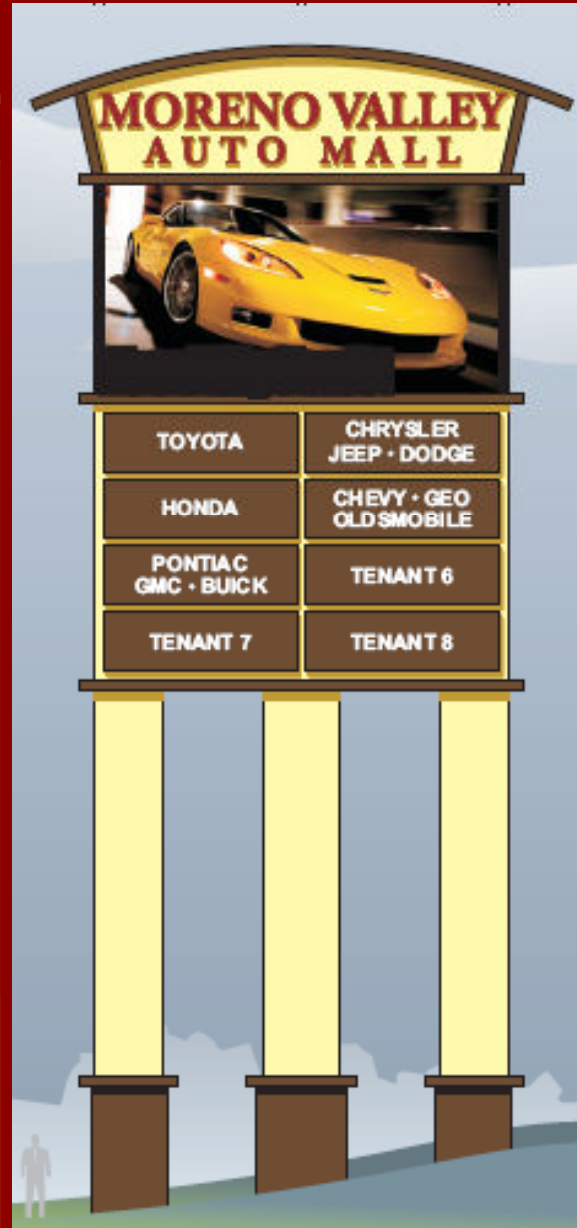 MORENO VALLEY
AUTO MALL
TOYOTA
CHRYSLER
JEEP • DODGE
HONDA
CHEVY • GEO
OLDSMOBILE
PONTIAC
GMC • BUICK
TENANT 6
TENANT 7
TENANT 8